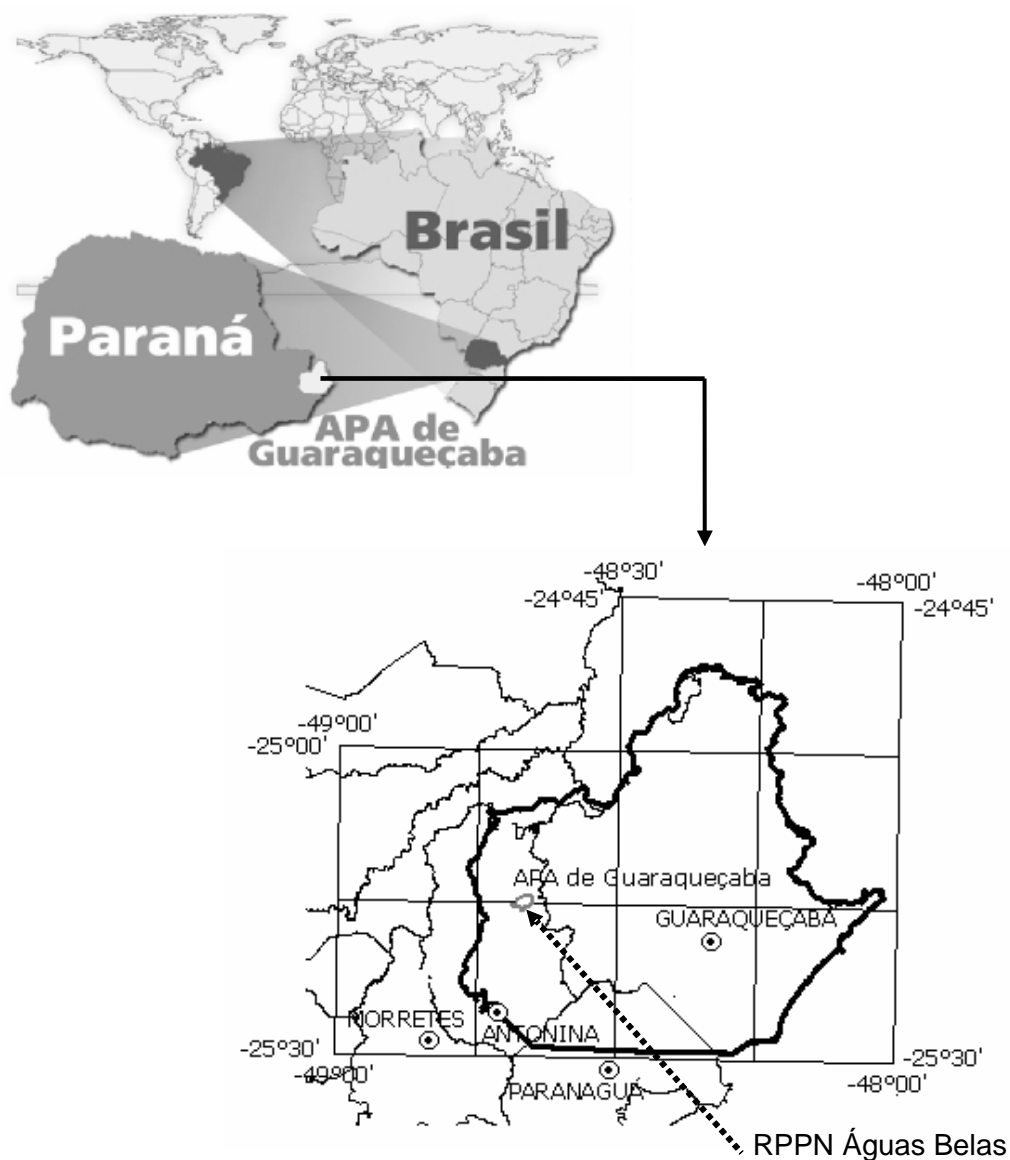 Brasil
Paraná
APA de
Guaraqueçaba
-48°30'
-48°00'
-24°45'
-24°45'
-49°00'
-25°00'
APA de Guaraqueçaba
GUARAQUEÇABA
MORRETES
ANTONINA
-25°30'
-25°30'
-49°00'
-48°00'
PARANAGUÁ
RPPN Águas Belas